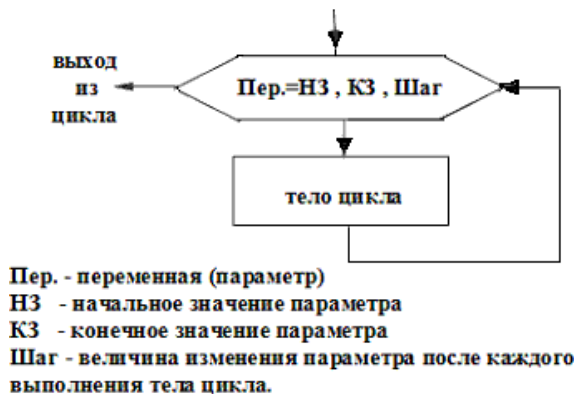 выход
из
цикла
Пер.=НЗ , КЗ , Шаг
тело цикла
Пер. - переменная (параметр)
НЗ - начальное значение параметра
КЗ - конечное значение параметра
Шаг - величина изменения параметра после каждого
выполнения тела цикла.